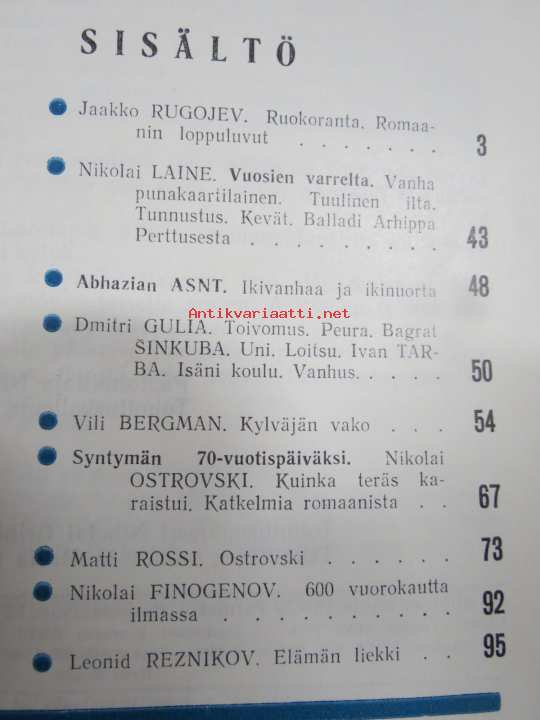 SISÄLTÖ
Jaakko RUGOJEV. Ruokoranta. Romaa-
nin loppuluvut . . . . . . . 3
Nikolai LAINE. Vuosien varrelta. Vanha
punakaartilainen. Tuulinen ilta.
Tunnustus. Kevät. Balladi Arhippa
Perttusesta . . . . . . . . . 43
Abhazian ASNT. Ikivanhaa ja ikinuorta 48
Antikvariaatti.net
Dmitri GULIA. Toivomus. Peura. Bagrat
ŠINKUBA. Uni. Loitsu. Ivan TAR-
BA. Isäni koulu. Vanhus. . . . . 50
Vili BERGMAN. Kylväjän vako . . . 54
Syntymän 70-vuotispäiväksi. Nikolai
OSTROVSKI. Kuinka teräs ka-
raistui. Katkelmia romaanista . . 67
Matti ROSSI. Ostrovski . . . . . . 73
Nikolai FINOGENOV. 600 vuorokautta
ilmassa . . . . . . . . . . 92
Leonid REZNIKOV. Elämän liekki . . 95